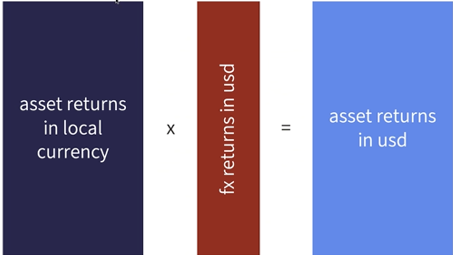 asset returns
in local
currency
x
fx returns in usd
=
asset returns
in usd